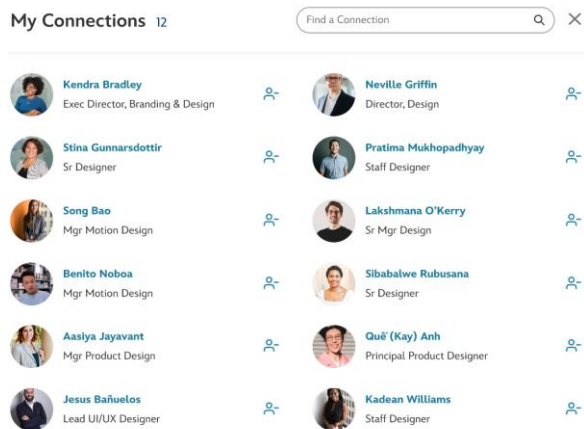 My Connections 12
Find a Connection
Kendra Bradley
Exec Director, Branding & Design
Neville Griffin
Director, Design
Stina Gunnarsdottir
Sr Designer
Pratima Mukhopadhyay
Staff Designer
Song Bao
Mgr Motion Design
Lakshmana O'Kerry
Sr Mgr Design
Benito Noboa
Mgr Motion Design
Sibabalwe Rubusana
Sr Designer
Aasiya Jayavant
Mgr Product Design
Quế (Kay) Anh
Principal Product Designer
Jesus Bañuelos
Lead UI/UX Designer
Kadean Williams
Staff Designer